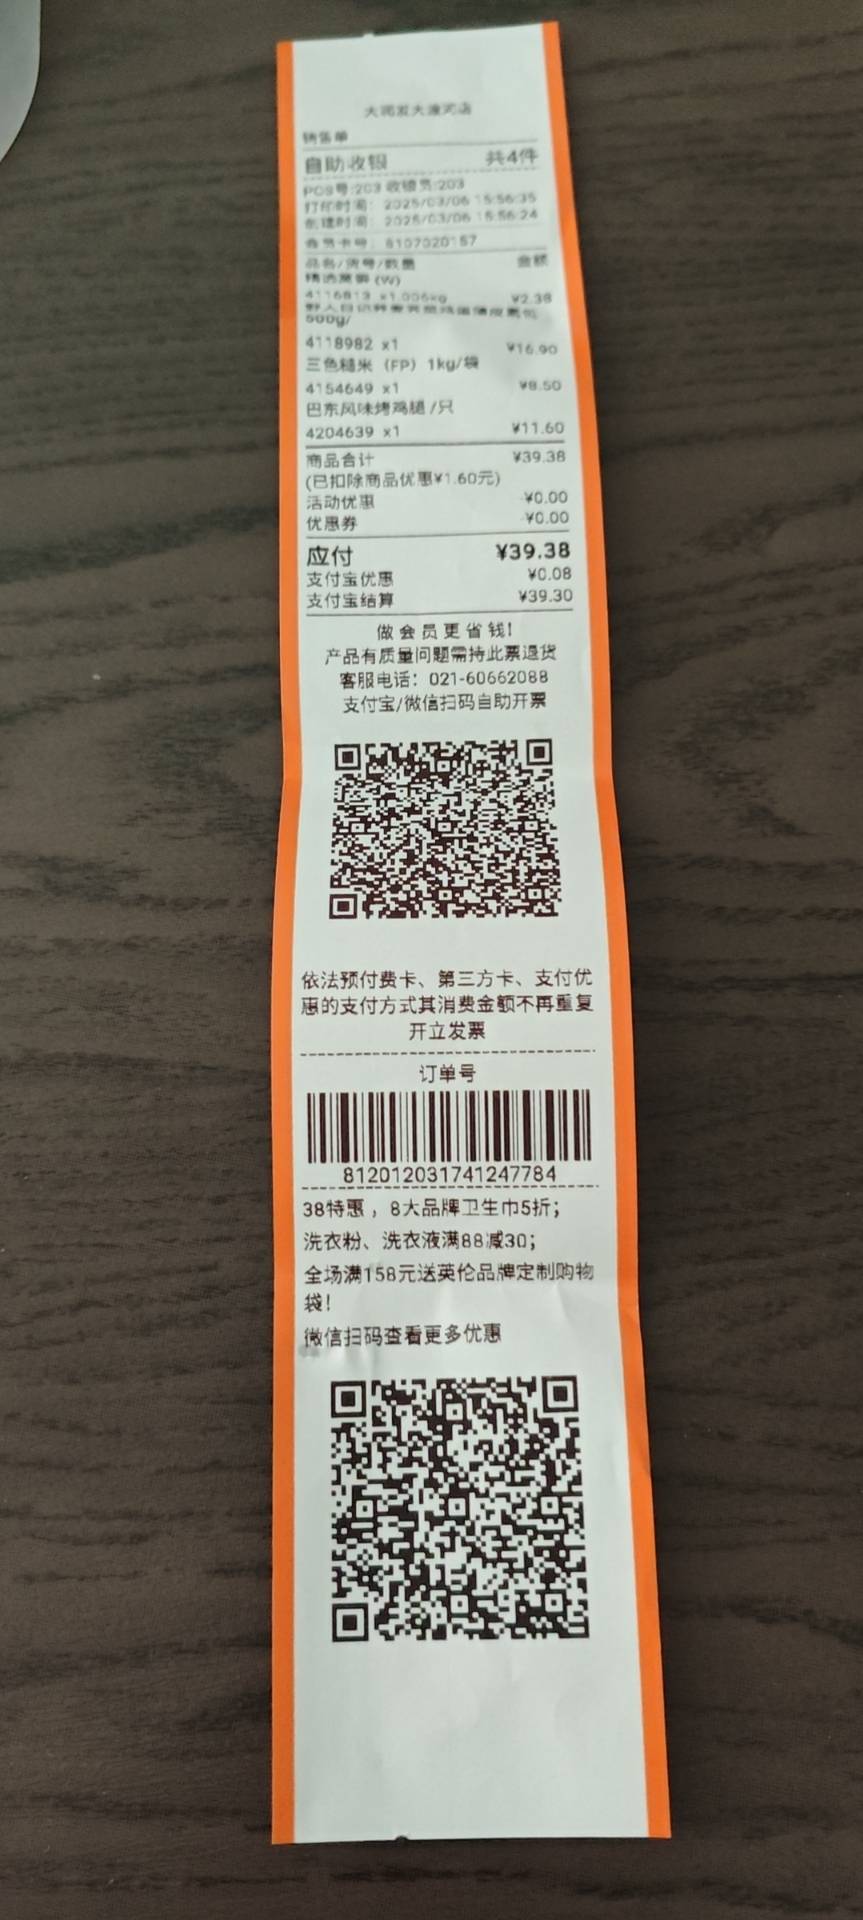 大润发大渡河店
销售单
自助收银 共4件
POS号:203 收银员:203
打印时间: 2025/03/06 15:56:35
创建时间: 2025/03/06 15:56:24
会员卡号: 8107020157
品名/货号/数量 金额
精选莴笋 (W)
4116813 x1.006kg ¥2.38
500g/
4118982 x1 ¥16.90
三色糙米 (FP) 1kg/袋
4154649 x1 ¥8.50
巴东风味烤鸡腿 /只
4204639 x1 ¥11.60
商品合计 ¥39.38
(已扣除商品优惠¥1.60元)
活动优惠 -¥0.00
优惠券 -¥0.00
应付 ¥39.38
支付宝优惠 ¥0.08
支付宝结算 ¥39.30
做会员更省钱!
产品有质量问题需持此票退货
客服电话: 021-60662088
支付宝/微信扫码自助开票
依法预付费卡、第三方卡、支付优
惠的支付方式其消费金额不再重复
开立发票
订单号
812012031741247784
38特惠，8大品牌卫生巾5折；
洗衣粉、洗衣液满88减30；
全场满158元送英伦品牌定制购物
袋！
微信扫码查看更多优惠